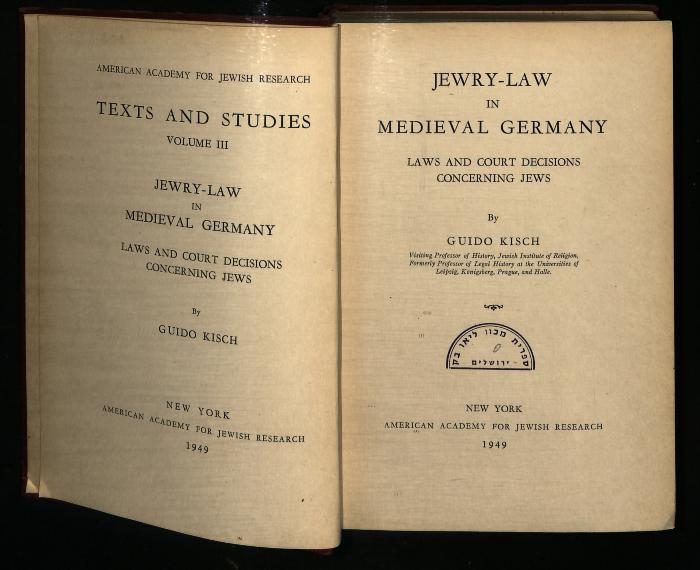 AMERICAN ACADEMY FOR JEWISH RESEARCH
TEXTS AND STUDIES
VOLUME III
JEWRY-LAW
IN
MEDIEVAL GERMANY
LAWS AND COURT DECISIONS
CONCERNING JEWS
By
GUIDO KISCH
NEW YORK
AMERICAN ACADEMY FOR JEWISH RESEARCH
1949
JEWRY-LAW
IN
MEDIEVAL GERMANY
LAWS AND COURT DECISIONS
CONCERNING JEWS
By
GUIDO KISCH
Visiting Professor of History, Jewish Institute of Religion,
Formerly Professor of Legal History at the Universities of
Leipzig, Königsberg, Prague, and Halle.
ספרית מכון ליאו בק
- ירושלים -
NEW YORK
AMERICAN ACADEMY FOR JEWISH RESEARCH
1949